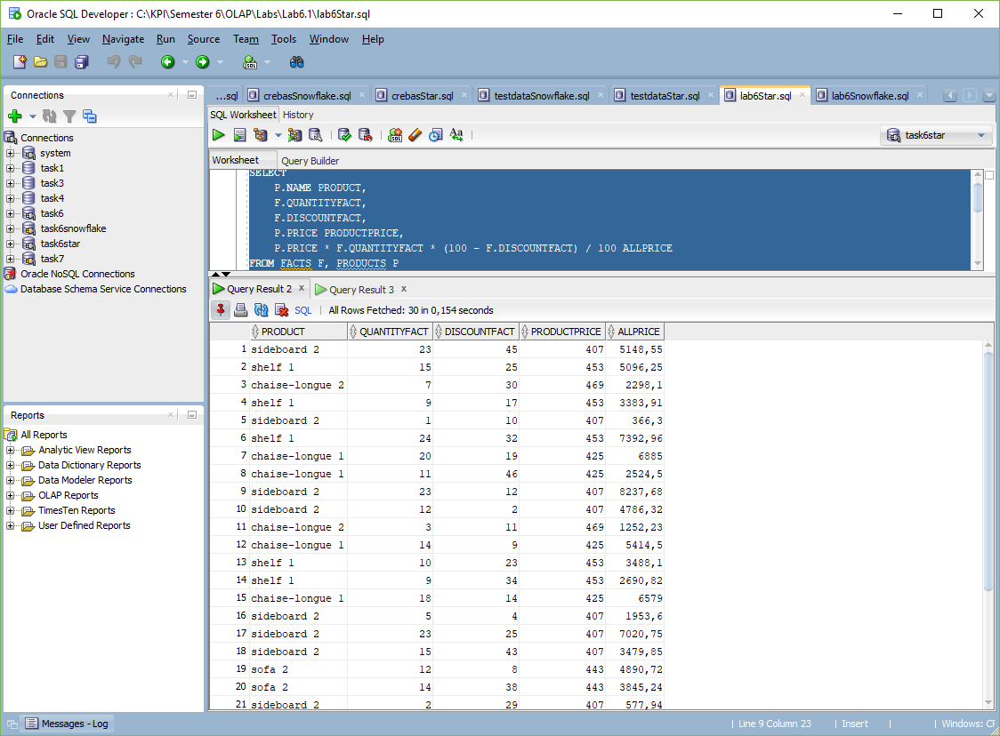 Oracle SQL Developer : C:\KPI\Semester 6\OLAP\Labs\Lab6.1\lab6Star.sql
File Edit View Navigate Run Source Team Tools Window Help
Connections
Connections
system
task1
task3
task4
task6
task6snowflake
task6star
task7
Oracle NoSQL Connections
Database Schema Service Connections
Reports
All Reports
Analytic View Reports
Data Dictionary Reports
Data Modeler Reports
OLAP Reports
TimesTen Reports
User Defined Reports
...sql crebasSnowflake.sql crebasStar.sql testdataSnowflake.sql testdataStar.sql lab6Star.sql lab6Snowflake.sql
SQL Worksheet History
task6star
Worksheet Query Builder
SELECT
P.NAME PRODUCT,
F.QUANTITYFACT,
F.DISCOUNTFACT,
P.PRICE PRODUCTPRICE,
P.PRICE * F.QUANTITYFACT * (100 - F.DISCOUNTFACT) / 100 ALLPRICE
FROM FACTS F, PRODUCTS P
Query Result 2 x Query Result 3 x
SQL | All Rows Fetched: 30 in 0,154 seconds
PRODUCT QUANTITYFACT DISCOUNTFACT PRODUCTPRICE ALLPRICE
1 sideboard 2 23 45 407 5148,55
2 shelf 1 15 25 453 5096,25
3 chaise-longue 2 7 30 469 2298,1
4 shelf 1 9 17 453 3383,91
5 sideboard 2 1 10 407 366,3
6 shelf 1 24 32 453 7392,96
7 chaise-longue 1 20 19 425 6885
8 chaise-longue 1 11 46 425 2524,5
9 sideboard 2 23 12 407 8237,68
10 sideboard 2 12 2 407 4786,32
11 chaise-longue 2 3 11 469 1252,23
12 chaise-longue 1 14 9 425 5414,5
13 shelf 1 10 23 453 3488,1
14 shelf 1 9 34 453 2690,82
15 chaise-longue 1 18 14 425 6579
16 sideboard 2 5 4 407 1953,6
17 sideboard 2 23 25 407 7020,75
18 sideboard 2 15 43 407 3479,85
19 sofa 2 12 8 443 4890,72
20 sofa 2 14 38 443 3845,24
21 sideboard 2 2 29 407 577,94
Messages - Log
Line 9 Column 23 | Insert | | Windows: CF